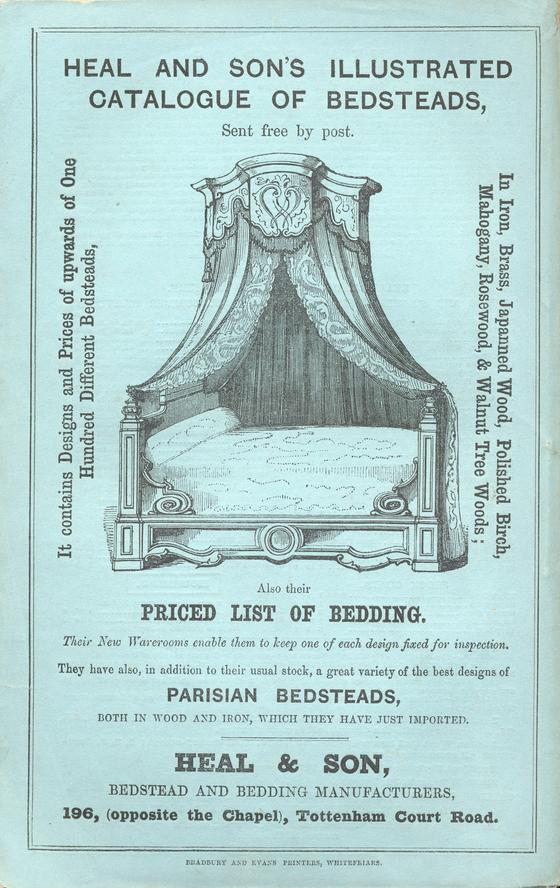 HEAL AND SON'S ILLUSTRATED
CATALOGUE OF BEDSTEADS,
Sent free by post.
It contains Designs and Prices of upwards of One
Hundred Different Bedsteads,
In Iron, Brass, Japanned Wood, Polished Birch,
Mahogany, Rosewood, & Walnut Tree Woods;
Also their
PRICED LIST OF BEDDING.
Their New Warerooms enable them to keep one of each design fixed for inspection.
They have also, in addition to their usual stock, a great variety of the best designs of
PARISIAN BEDSTEADS,
BOTH IN WOOD AND IRON, WHICH THEY HAVE JUST IMPORTED.
HEAL & SON,
BEDSTEAD AND BEDDING MANUFACTURERS,
196, (opposite the Chapel), Tottenham Court Road.
BRADBURY AND EVANS PRINTERS, WHITEFRIARS.